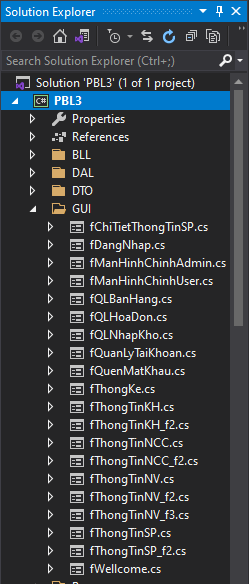 Solution Explorer
Search Solution Explorer (Ctrl+;)
Solution 'PBL3' (1 of 1 project)
C# PBL3
Properties
References
BLL
DAL
DTO
GUI
fChiTietThongTinSP.cs
fDangNhap.cs
fManHinhChinhAdmin.cs
fManHinhChinhUser.cs
fQLBanHang.cs
fQLHoaDon.cs
fQLNhapKho.cs
fQuanLyTaiKhoan.cs
fQuenMatKhau.cs
fThongKe.cs
fThongTinKH.cs
fThongTinKH_f2.cs
fThongTinNCC.cs
fThongTinNCC_f2.cs
fThongTinNV.cs
fThongTinNV_f2.cs
fThongTinNV_f3.cs
fThongTinSP.cs
fThongTinSP_f2.cs
fWellcome.cs